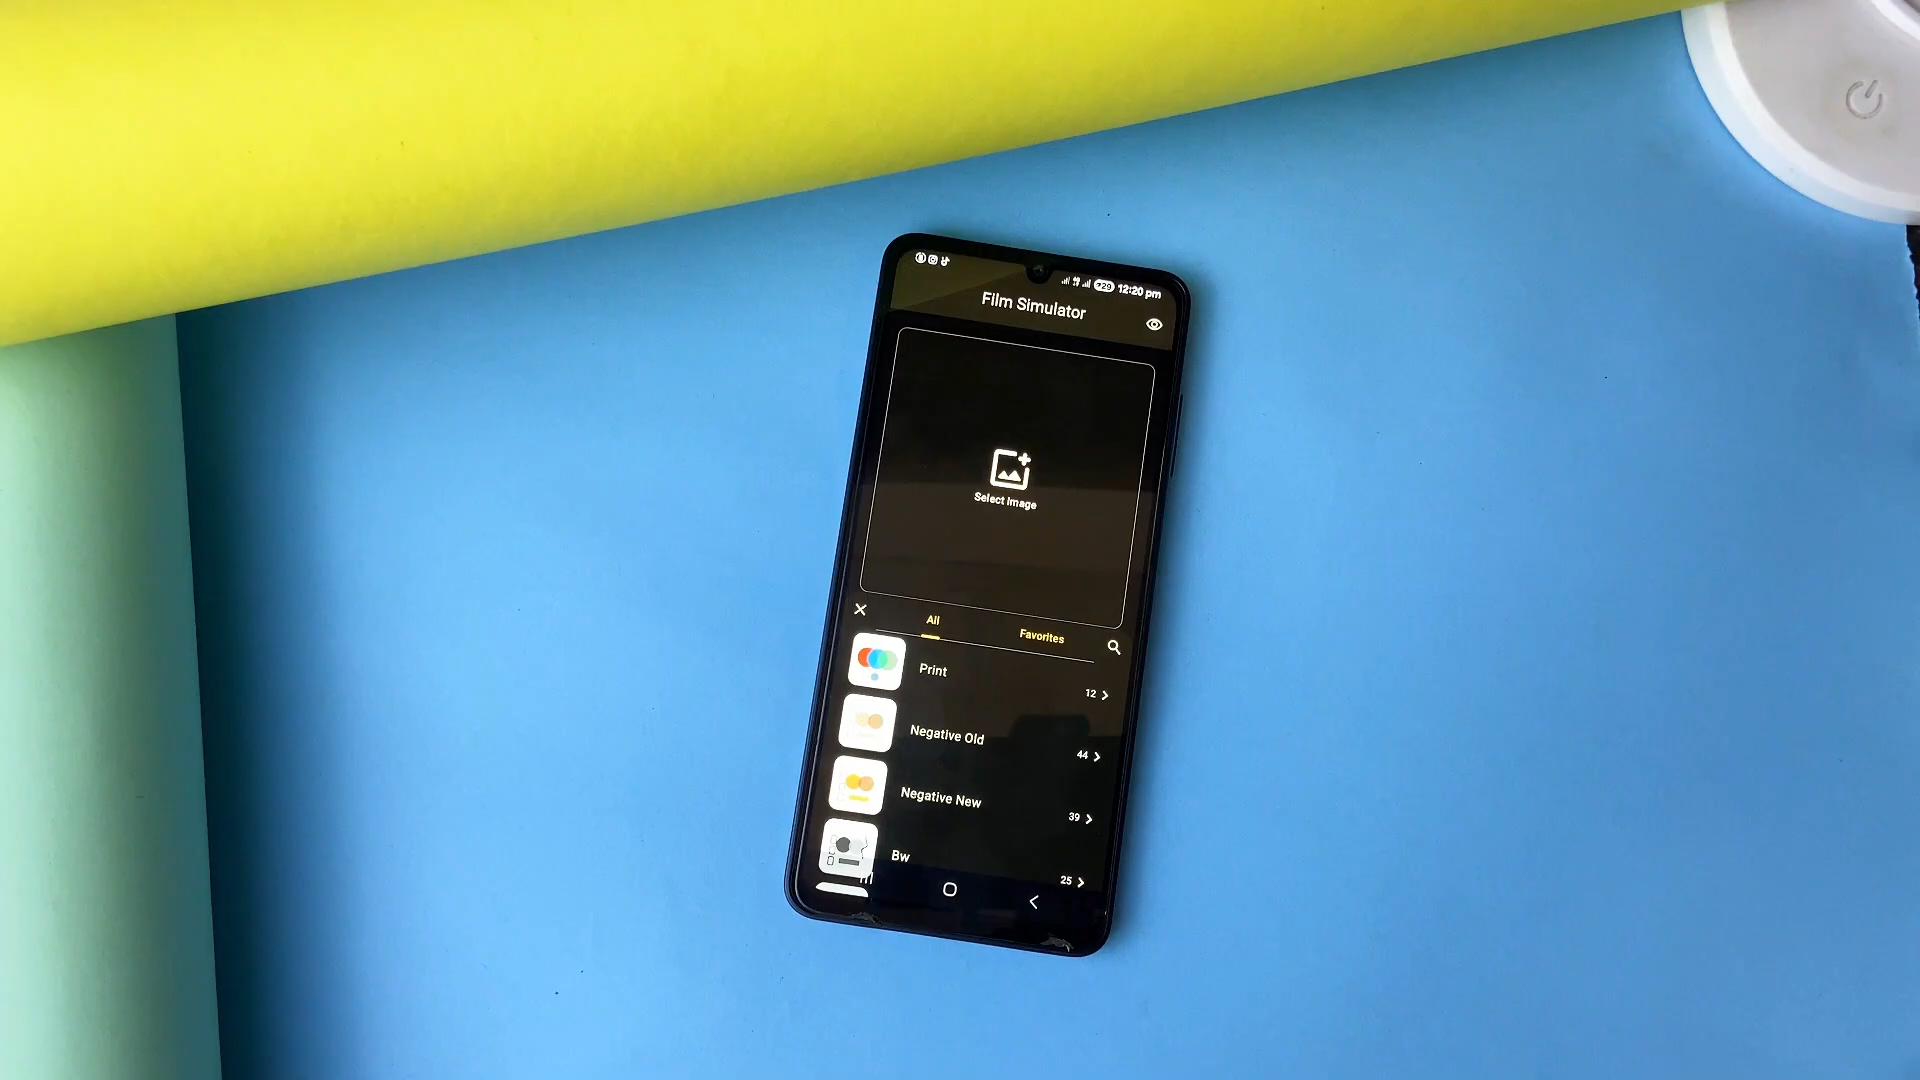 29 12:20 pm
Film Simulator
Select Image
All Favorites
Print 12
Negative Old 44
Negative New 39
Bw 25